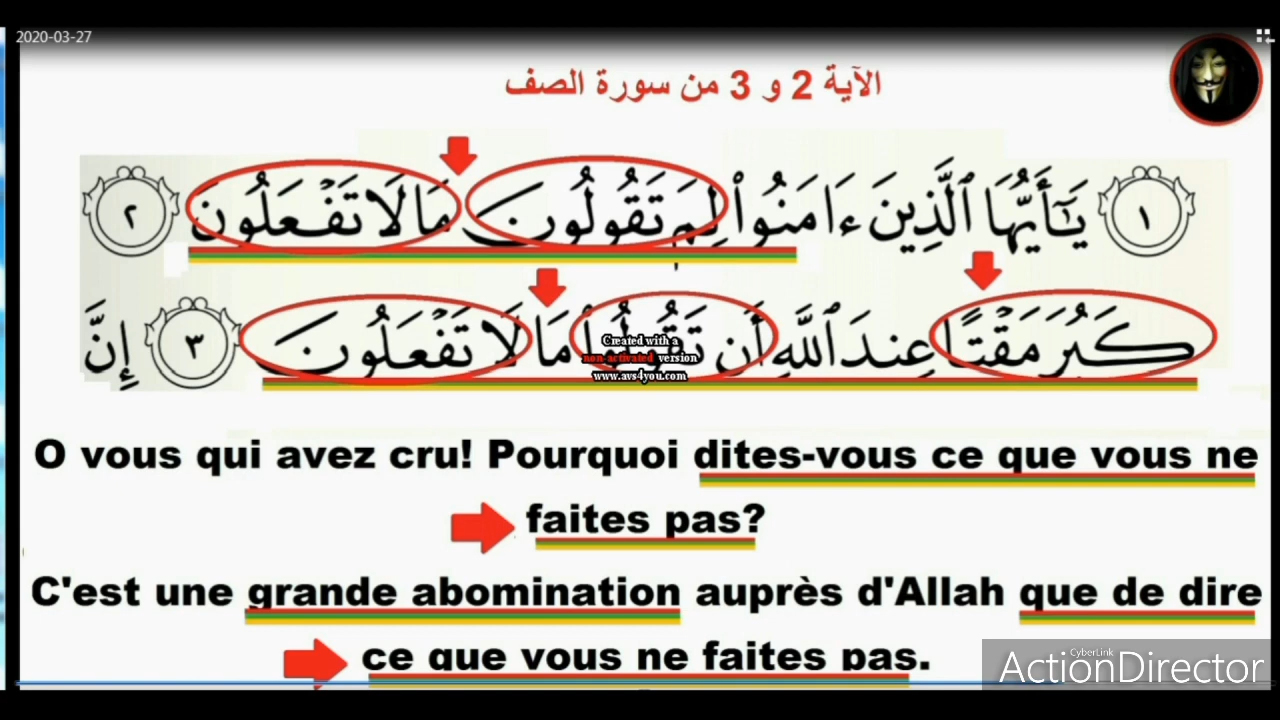 2020-03-27
الآية 2 و 3 من سورة الصف
١ يَٰٓأَيُّهَا ٱلَّذِينَ ءَامَنُوا۟ لِمَ تَقُولُونَ مَا لَا تَفْعَلُونَ ٢
كَبُرَ مَقْتًا عِندَ ٱللَّهِ أَن تَقُولُوا۟ مَا لَا تَفْعَلُونَ ٣ إِنَّ
Created with a
non-activated version
www.avs4you.com
O vous qui avez cru! Pourquoi dites-vous ce que vous ne
faites pas?
C'est une grande abomination auprès d'Allah que de dire
ce que vous ne faites pas.
CyberLink
ActionDirector